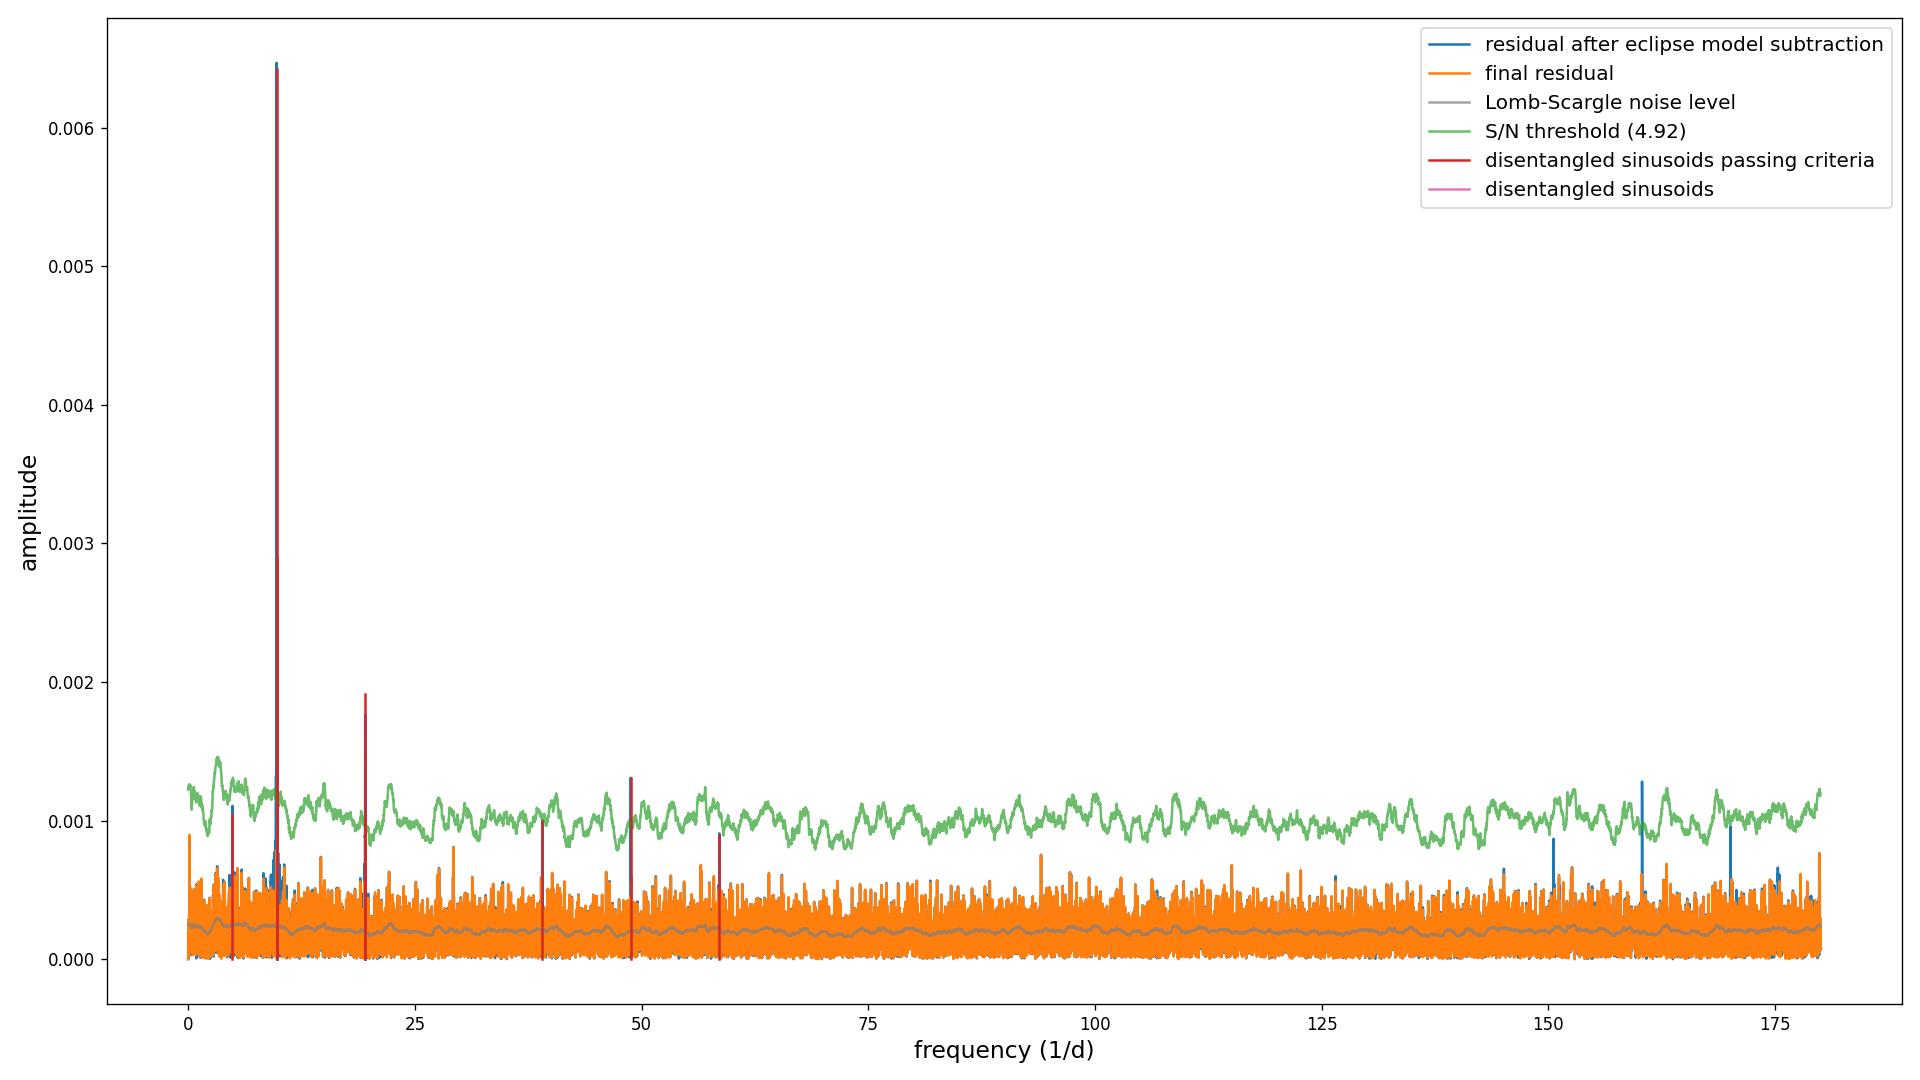 residual after eclipse model subtraction
final residual
Lomb-Scargle noise level
S/N threshold (4.92)
disentangled sinusoids passing criteria
disentangled sinusoids
0.006
0.005
0.004
0.003
0.002
0.001
0.000
amplitude
0 25 50 75 100 125 150 175
frequency (1/d)